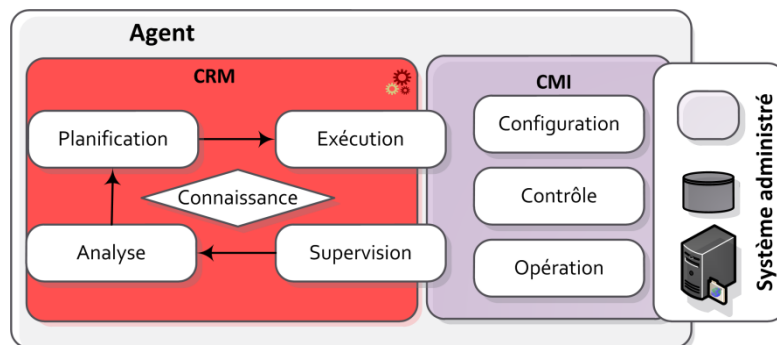 Agent
CRM
CMI
Planification
Exécution
Configuration
Connaissance
Contrôle
Analyse
Supervision
Opération
Système administré